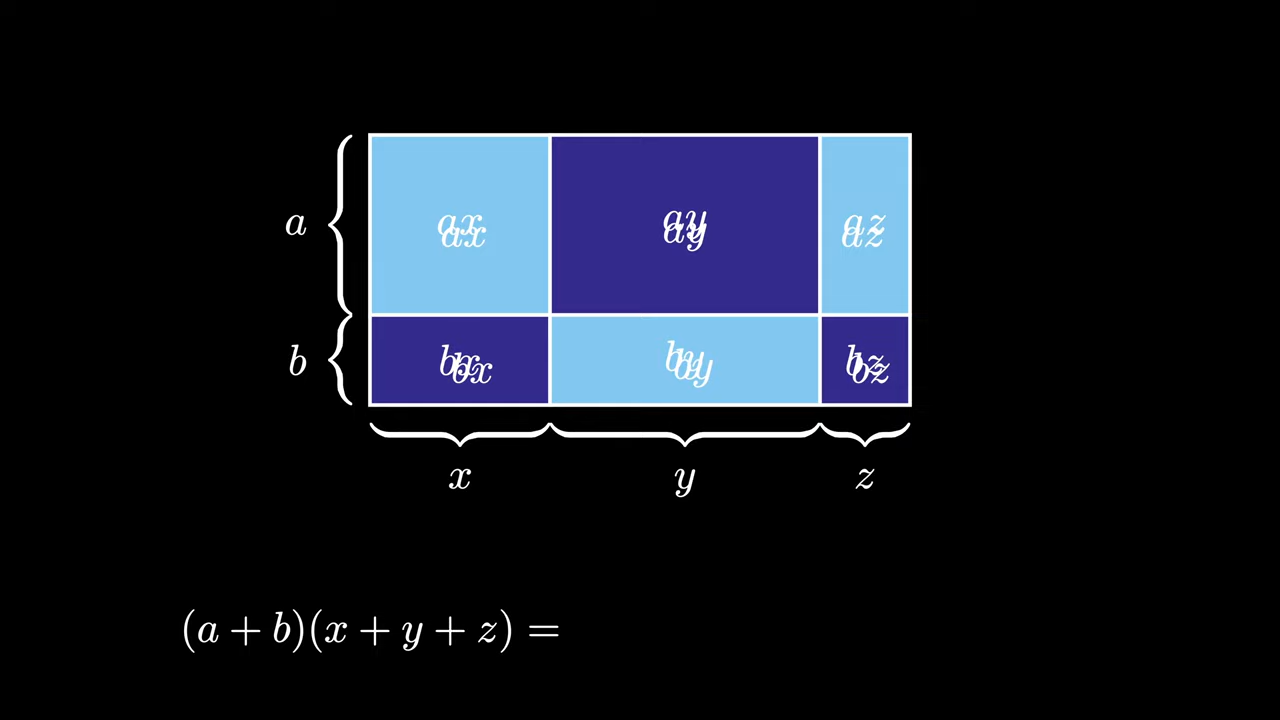 a ax ay az
b bx by bz
x y z
(a + b)(x + y + z) =